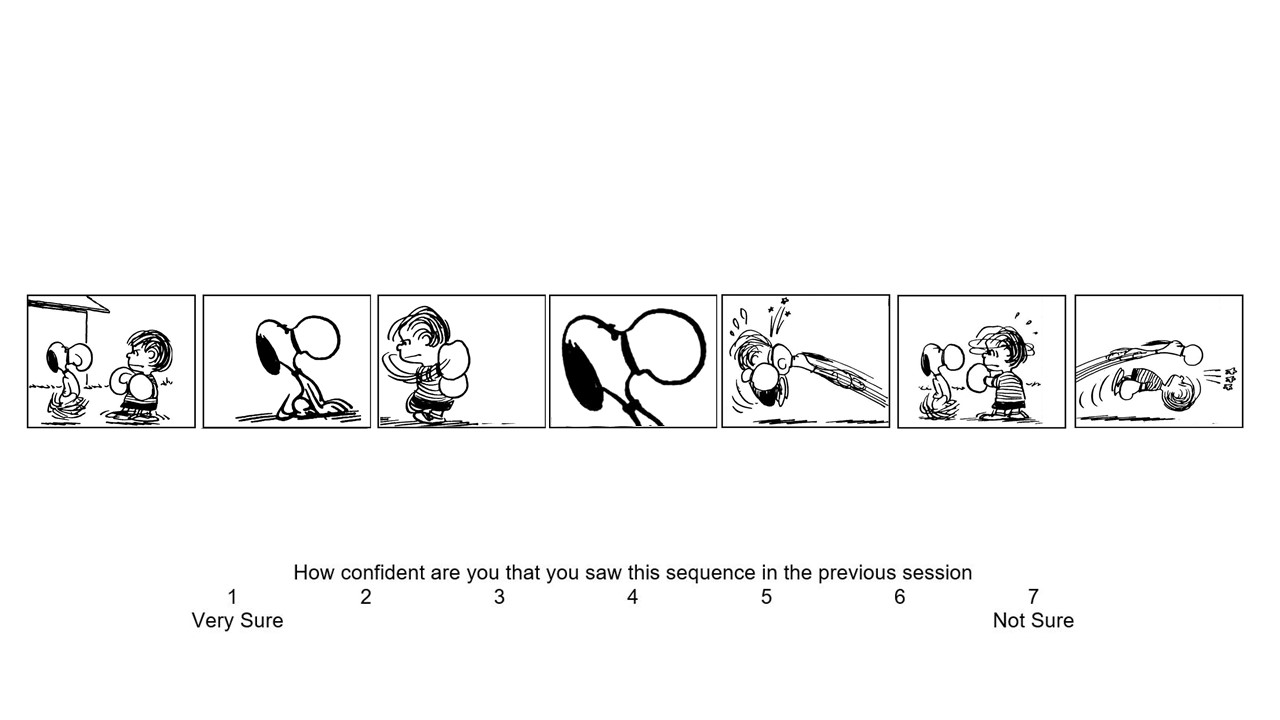 How confident are you that you saw this sequence in the previous session
1 2 3 4 5 6 7
Very Sure Not Sure